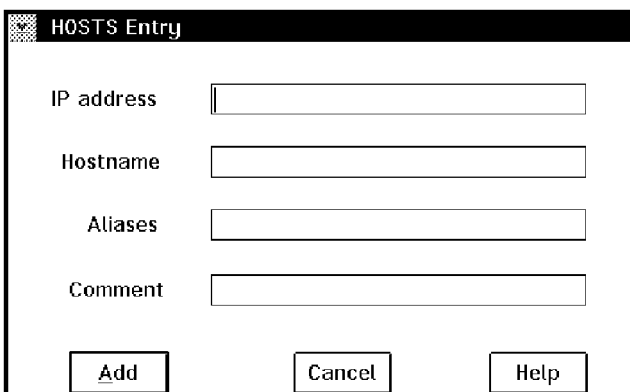 HOSTS Entry
IP address
Hostname
Aliases
Comment
Add Cancel Help